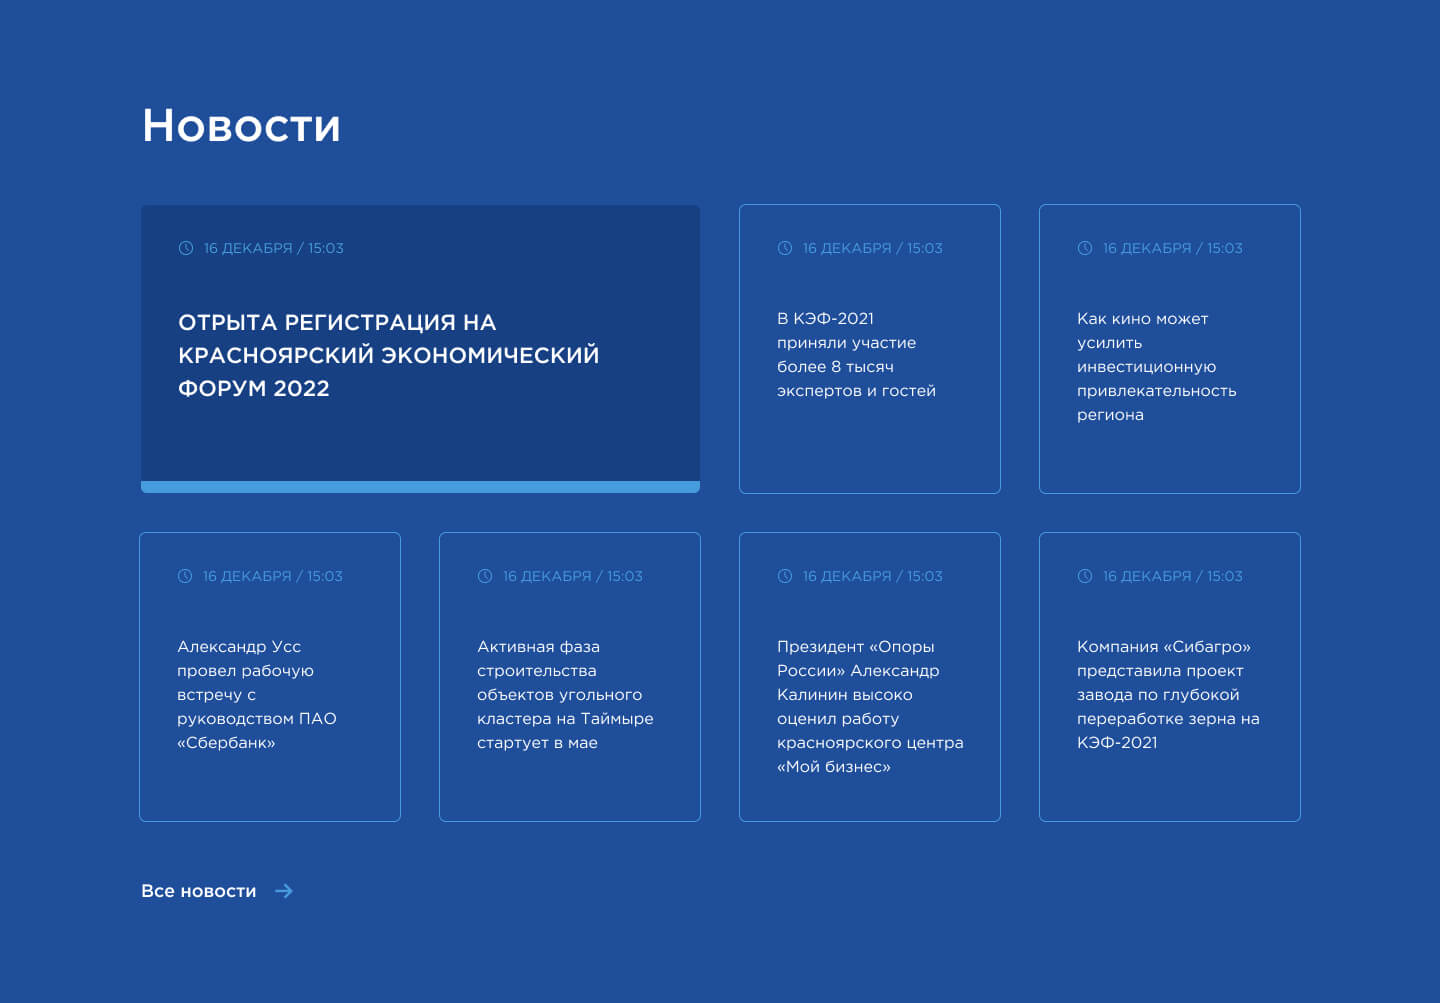 Новости
16 ДЕКАБРЯ / 15:03
ОТРЫТА РЕГИСТРАЦИЯ НА
КРАСНОЯРСКИЙ ЭКОНОМИЧЕСКИЙ
ФОРУМ 2022
16 ДЕКАБРЯ / 15:03
В КЭФ-2021
приняли участие
более 8 тысяч
экспертов и гостей
16 ДЕКАБРЯ / 15:03
Как кино может
усилить
инвестиционную
привлекательность
региона
16 ДЕКАБРЯ / 15:03
Александр Усс
провел рабочую
встречу с
руководством ПАО
«Сбербанк»
16 ДЕКАБРЯ / 15:03
Активная фаза
строительства
объектов угольного
кластера на Таймыре
стартует в мае
16 ДЕКАБРЯ / 15:03
Президент «Опоры
России» Александр
Калинин высоко
оценил работу
красноярского центра
«Мой бизнес»
16 ДЕКАБРЯ / 15:03
Компания «Сибагро»
представила проект
завода по глубокой
переработке зерна на
КЭФ-2021
Все новости